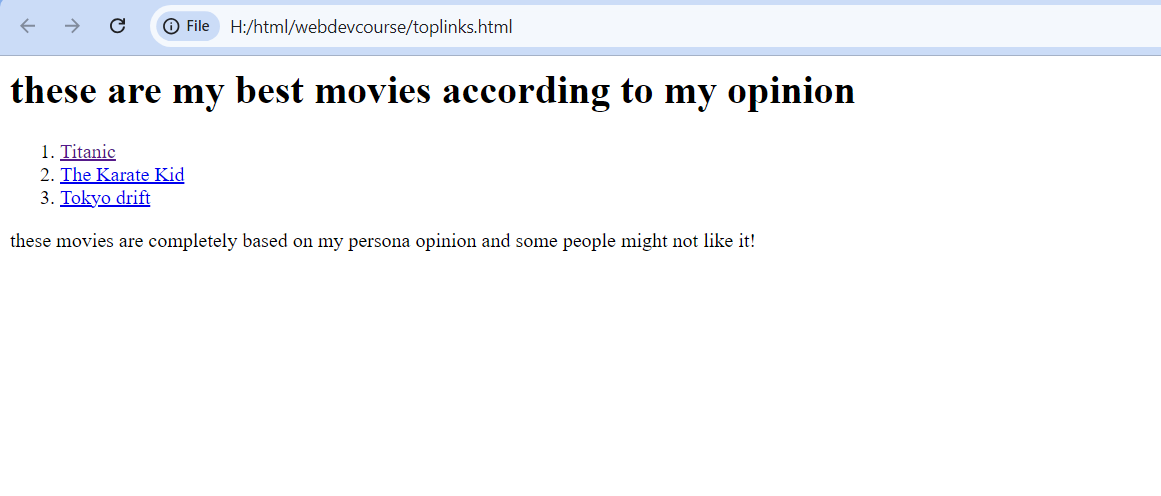 File H:/html/webdevcourse/toplinks.html
these are my best movies according to my opinion
1. Titanic
2. The Karate Kid
3. Tokyo drift
these movies are completely based on my persona opinion and some people might not like it!